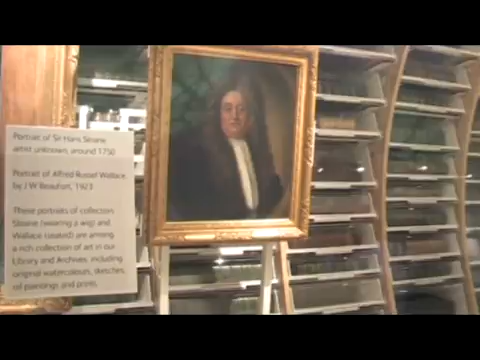 Portrait of Sir Hans Sloane
artist unknown, around 1750
Portrait of Alfred Russel Wallace
by J W Beaufort, 1923
These portraits of collectors
Sloane (wearing a wig) and
Wallace (seated) are among
a rich collection of art in our
Library and Archives, including
original watercolours, sketches,
oil paintings and prints.